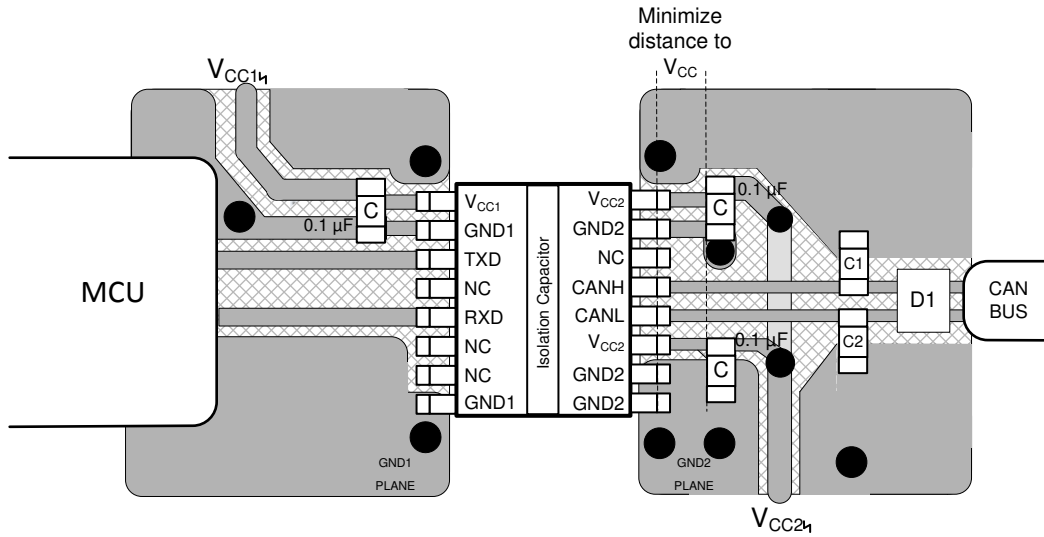 Minimize
distance to
VCC
VCC1
MCU
C
0.1 µF
VCC1
GND1
TXD
NC
RXD
NC
NC
GND1
Isolation Capacitor
VCC2
GND2
NC
CANH
CANL
VCC2
GND2
GND2
0.1 µF
C
0.1 µF
C
C1
C2
D1
CAN
BUS
GND1
PLANE
GND2
PLANE
VCC2